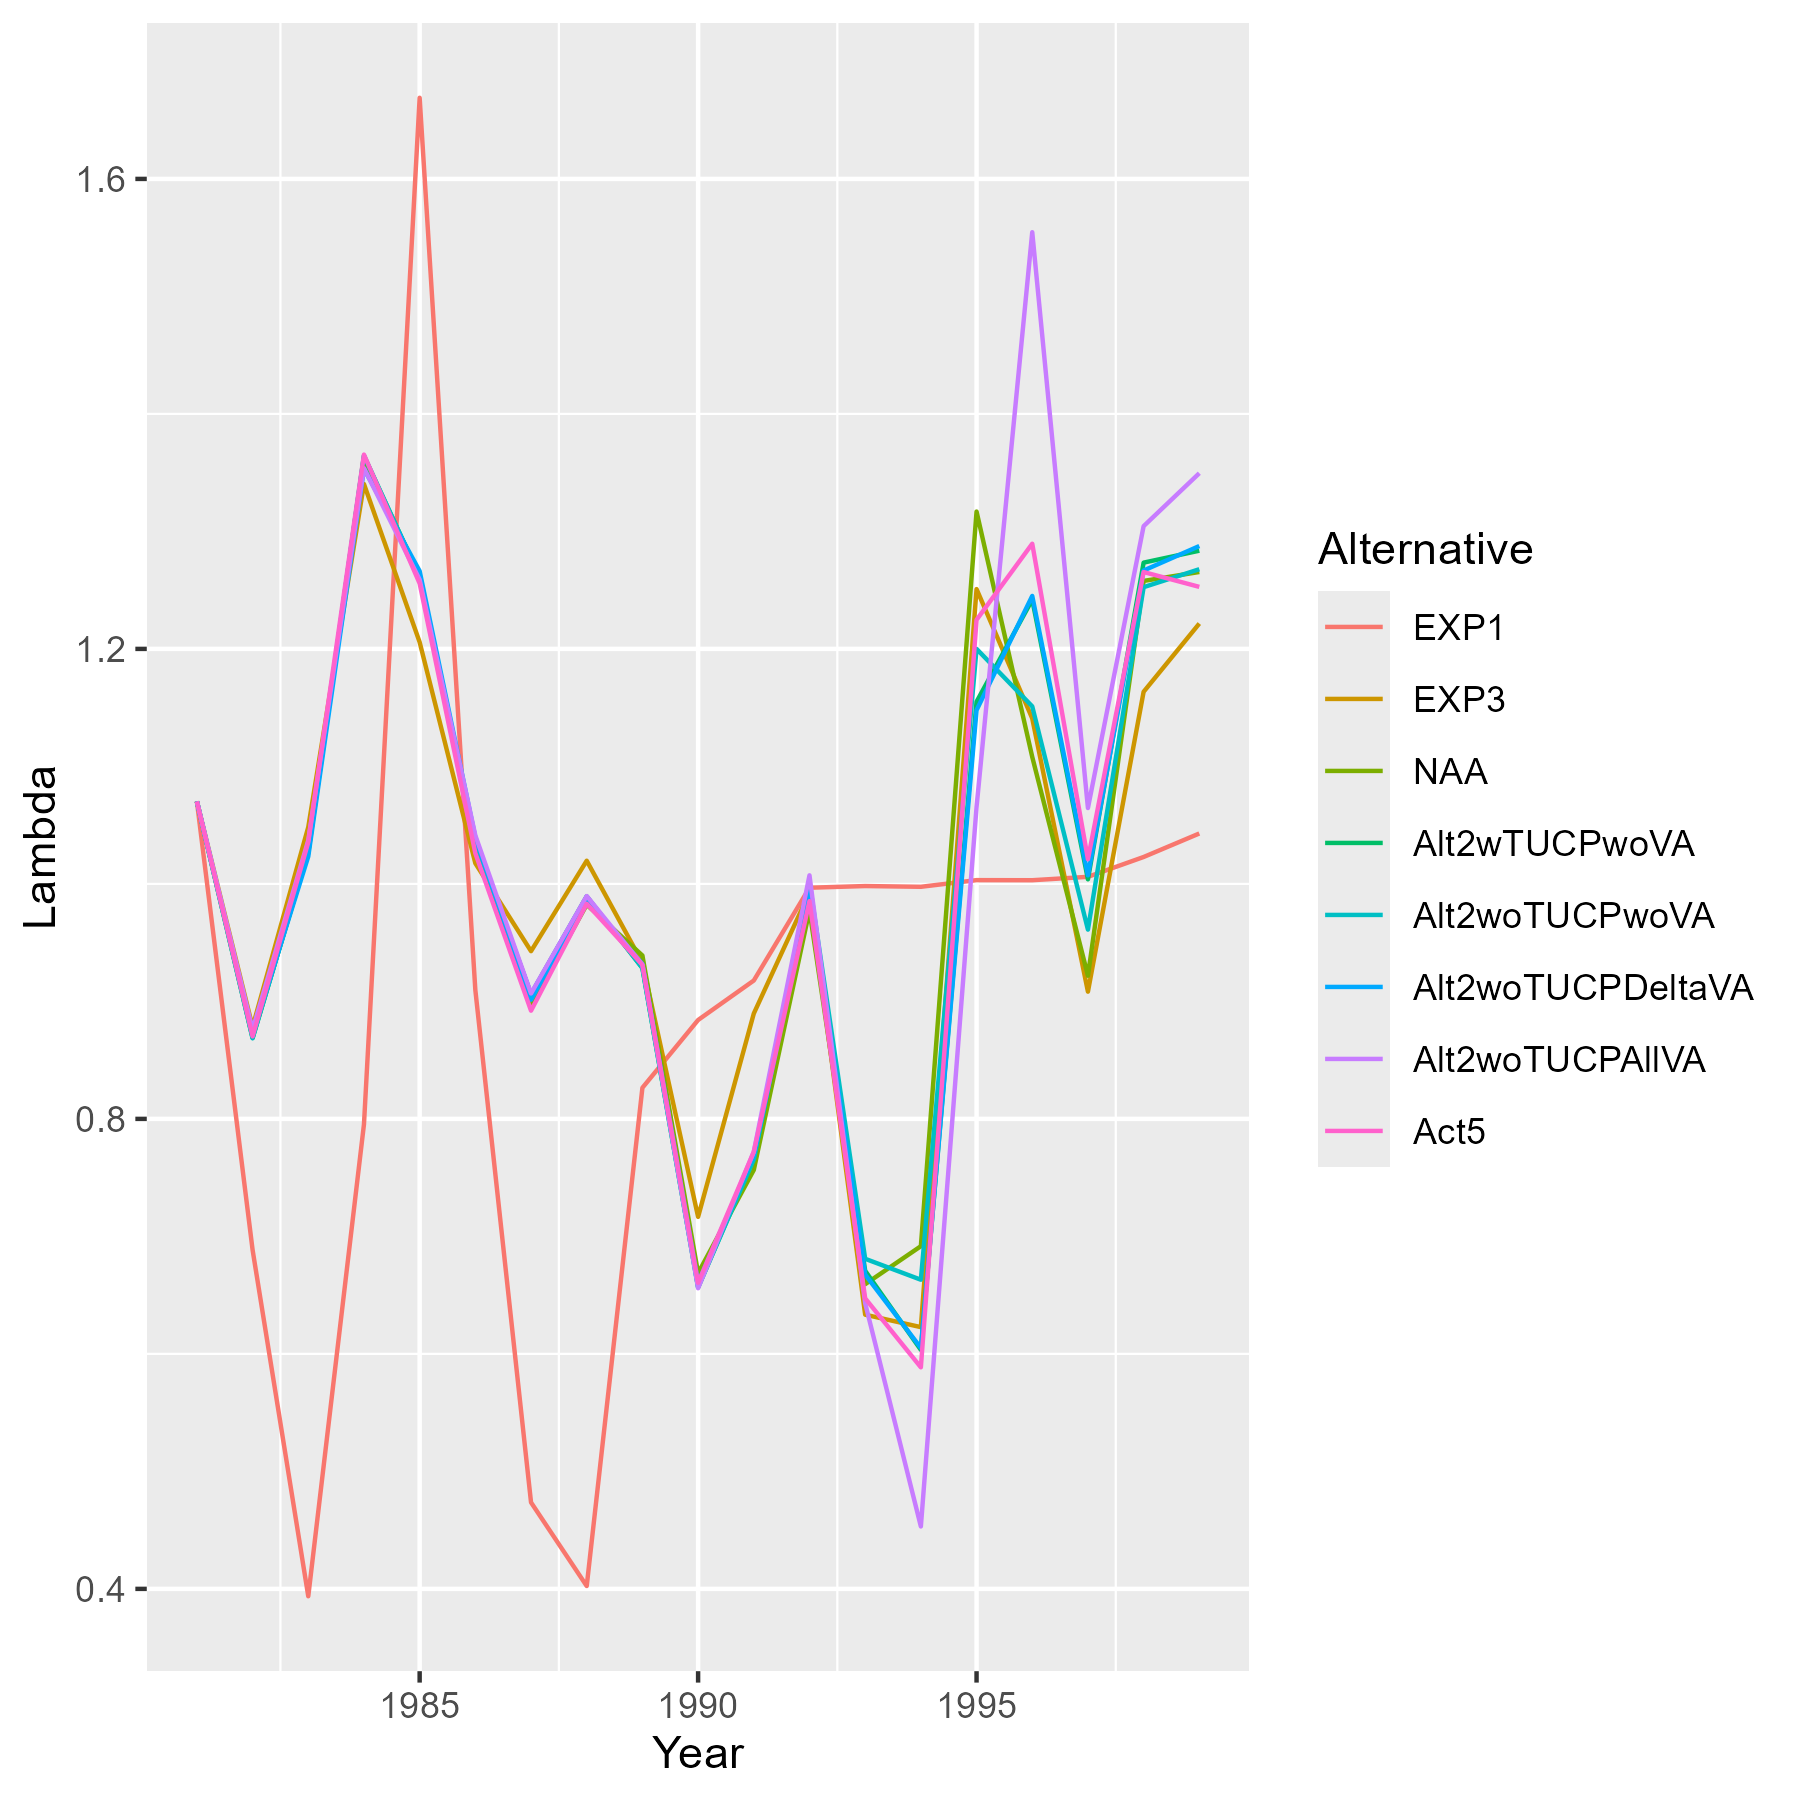 1.6
1.2
0.8
0.4
Lambda
1985
1990
1995
Year
Alternative
EXP1
EXP3
NAA
Alt2wTUCPwoVA
Alt2woTUCPwoVA
Alt2woTUCPDeltaVA
Alt2woTUCPAllVA
Act5